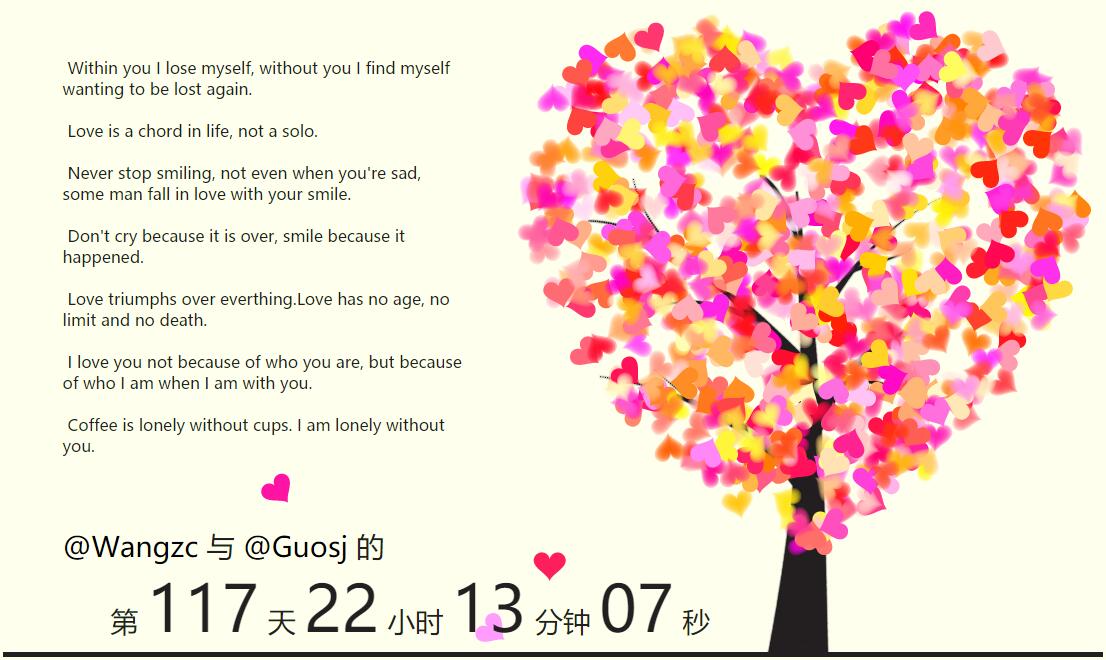 Within you I lose myself, without you I find myself
wanting to be lost again.
Love is a chord in life, not a solo.
Never stop smiling, not even when you're sad,
some man fall in love with your smile.
Don't cry because it is over, smile because it
happened.
Love triumphs over everthing.Love has no age, no
limit and no death.
I love you not because of who you are, but because
of who I am when I am with you.
Coffee is lonely without cups. I am lonely without
you.
@Wangzc 与 @Guosj 的
第 117 天 22 小时 13 分钟 07 秒